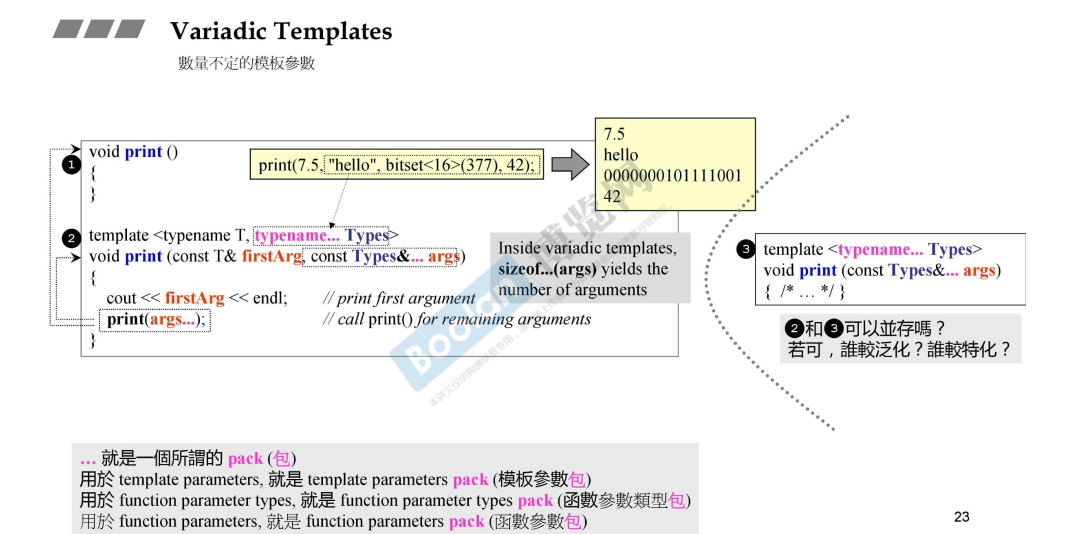 Variadic Templates
數量不定的模板參數
❶ void print ()
{
}
print(7.5, "hello", bitset<16>(377), 42);
7.5
hello
0000000101111001
42
❷ template <typename T, typename... Types>
void print (const T& firstArg, const Types&... args)
{
cout << firstArg << endl; // print first argument
print(args...); // call print() for remaining arguments
}
Inside variadic templates,
sizeof...(args) yields the
number of arguments
❸ template <typename... Types>
void print (const Types&... args)
{ /* … */ }
❷和❸可以並存嗎？
若可，誰較泛化？誰較特化？
... 就是一個所謂的 pack (包)
用於 template parameters, 就是 template parameters pack (模板參數包)
用於 function parameter types, 就是 function parameter types pack (函數參數類型包)
用於 function parameters, 就是 function parameters pack (函數參數包)
Boolan 博览网
23